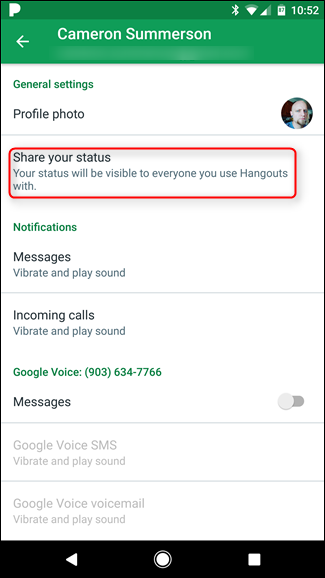 10:52
Cameron Summerson
General settings
Profile photo
Share your status
Your status will be visible to everyone you use Hangouts
with.
Notifications
Messages
Vibrate and play sound
Incoming calls
Vibrate and play sound
Google Voice: (903) 634-7766
Messages
Google Voice SMS
Vibrate and play sound
Google Voice voicemail
Vibrate and play sound